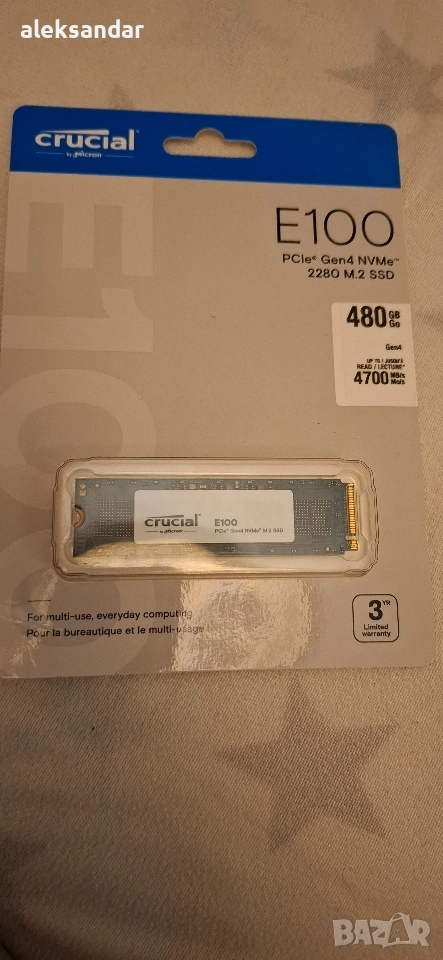 aleksandar
crucial
by Micron
E100
PCIe® Gen4 NVMe™
2280 M.2 SSD
480 GB
Go
Gen4
UP TO / JUSQU'À
READ / LECTURE*
4700 MB/s
Mo/s
E100
crucial
by Micron
E100
PCIe® Gen4 NVMe® M.2 SSD
For multi-use, everyday computing
Pour la bureautique et le multi-usage
3 YR
Limited
warranty
BAZAR